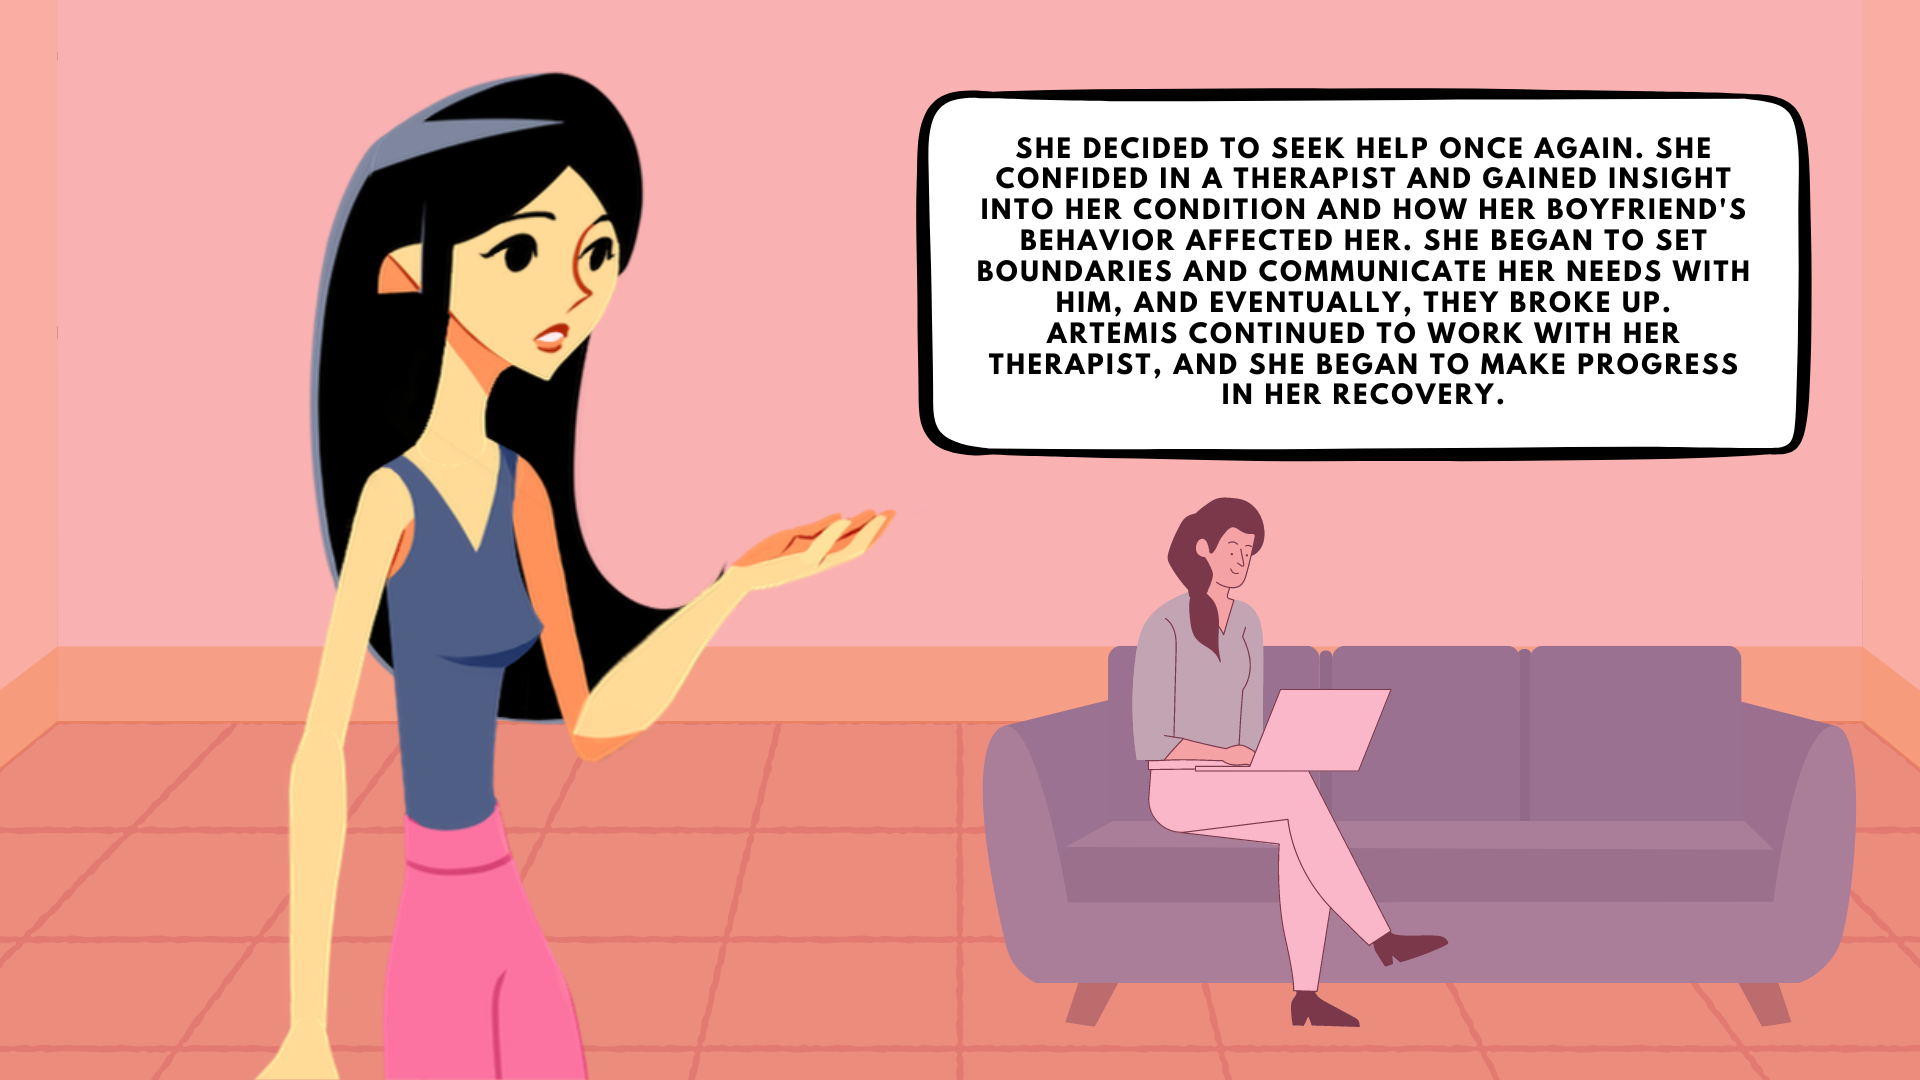 SHE DECIDED TO SEEK HELP ONCE AGAIN. SHE
CONFIDED IN A THERAPIST AND GAINED INSIGHT
INTO HER CONDITION AND HOW HER BOYFRIEND'S
BEHAVIOR AFFECTED HER. SHE BEGAN TO SET
BOUNDARIES AND COMMUNICATE HER NEEDS WITH
HIM, AND EVENTUALLY, THEY BROKE UP.
ARTEMIS CONTINUED TO WORK WITH HER
THERAPIST, AND SHE BEGAN TO MAKE PROGRESS
IN HER RECOVERY.